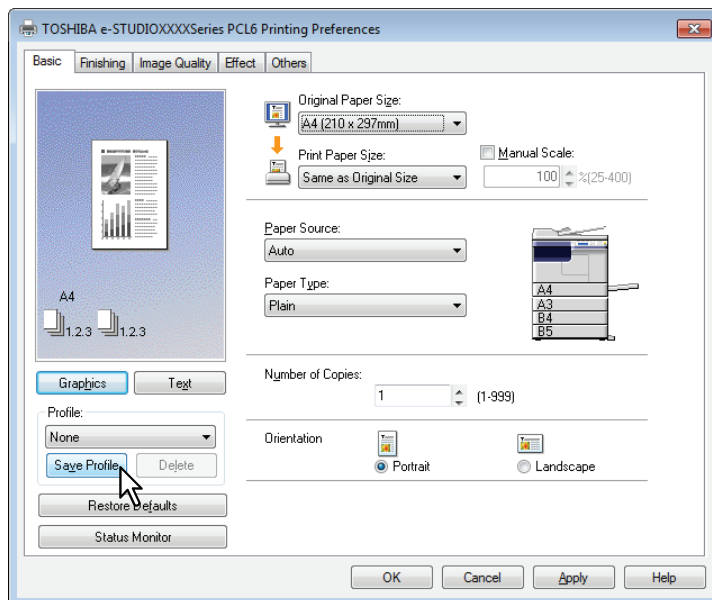 TOSHIBA e-STUDIOXXXXSeries PCL6 Printing Preferences
Basic Finishing Image Quality Effect Others
A4
1.2.3 1.2.3
Graphics Text
Profile:
None
Save Profile Delete
Restore Defaults
Status Monitor
Original Paper Size:
A4 (210 x 297mm)
Print Paper Size:
Same as Original Size
Manual Scale:
100 %(25-400)
Paper Source:
Auto
Paper Type:
Plain
A4
A3
B4
B5
Number of Copies:
1 (1-999)
Orientation
Portrait Landscape
OK Cancel Apply Help